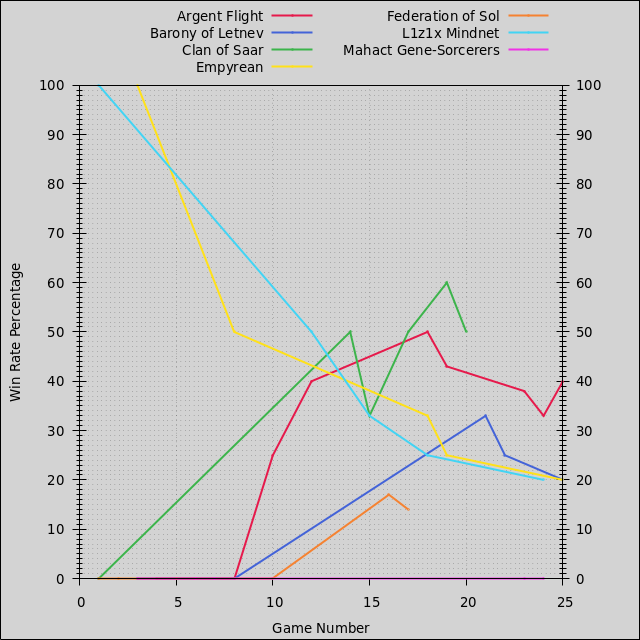 Argent Flight
Barony of Letnev
Clan of Saar
Empyrean
Federation of Sol
L1z1x Mindnet
Mahact Gene-Sorcerers
100 100
90 90
80 80
70 70
60 60
50 50
40 40
30 30
20 20
10 10
0 0
Win Rate Percentage
0 5 10 15 20 25
Game Number